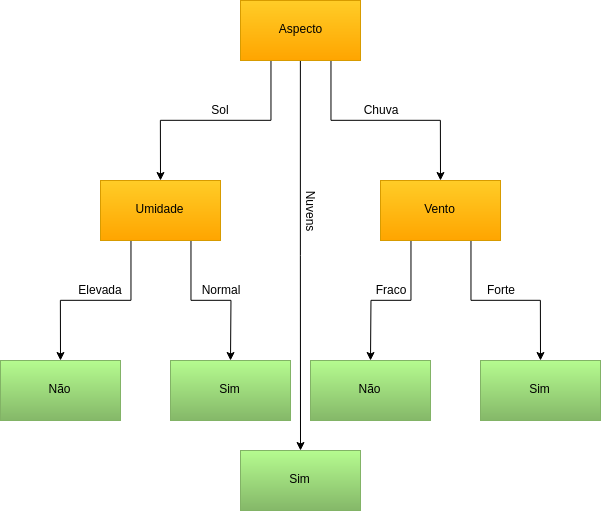 Aspecto
Sol
Chuva
Nuvens
Umidade
Vento
Elevada
Normal
Fraco
Forte
Não
Sim
Não
Sim
Sim